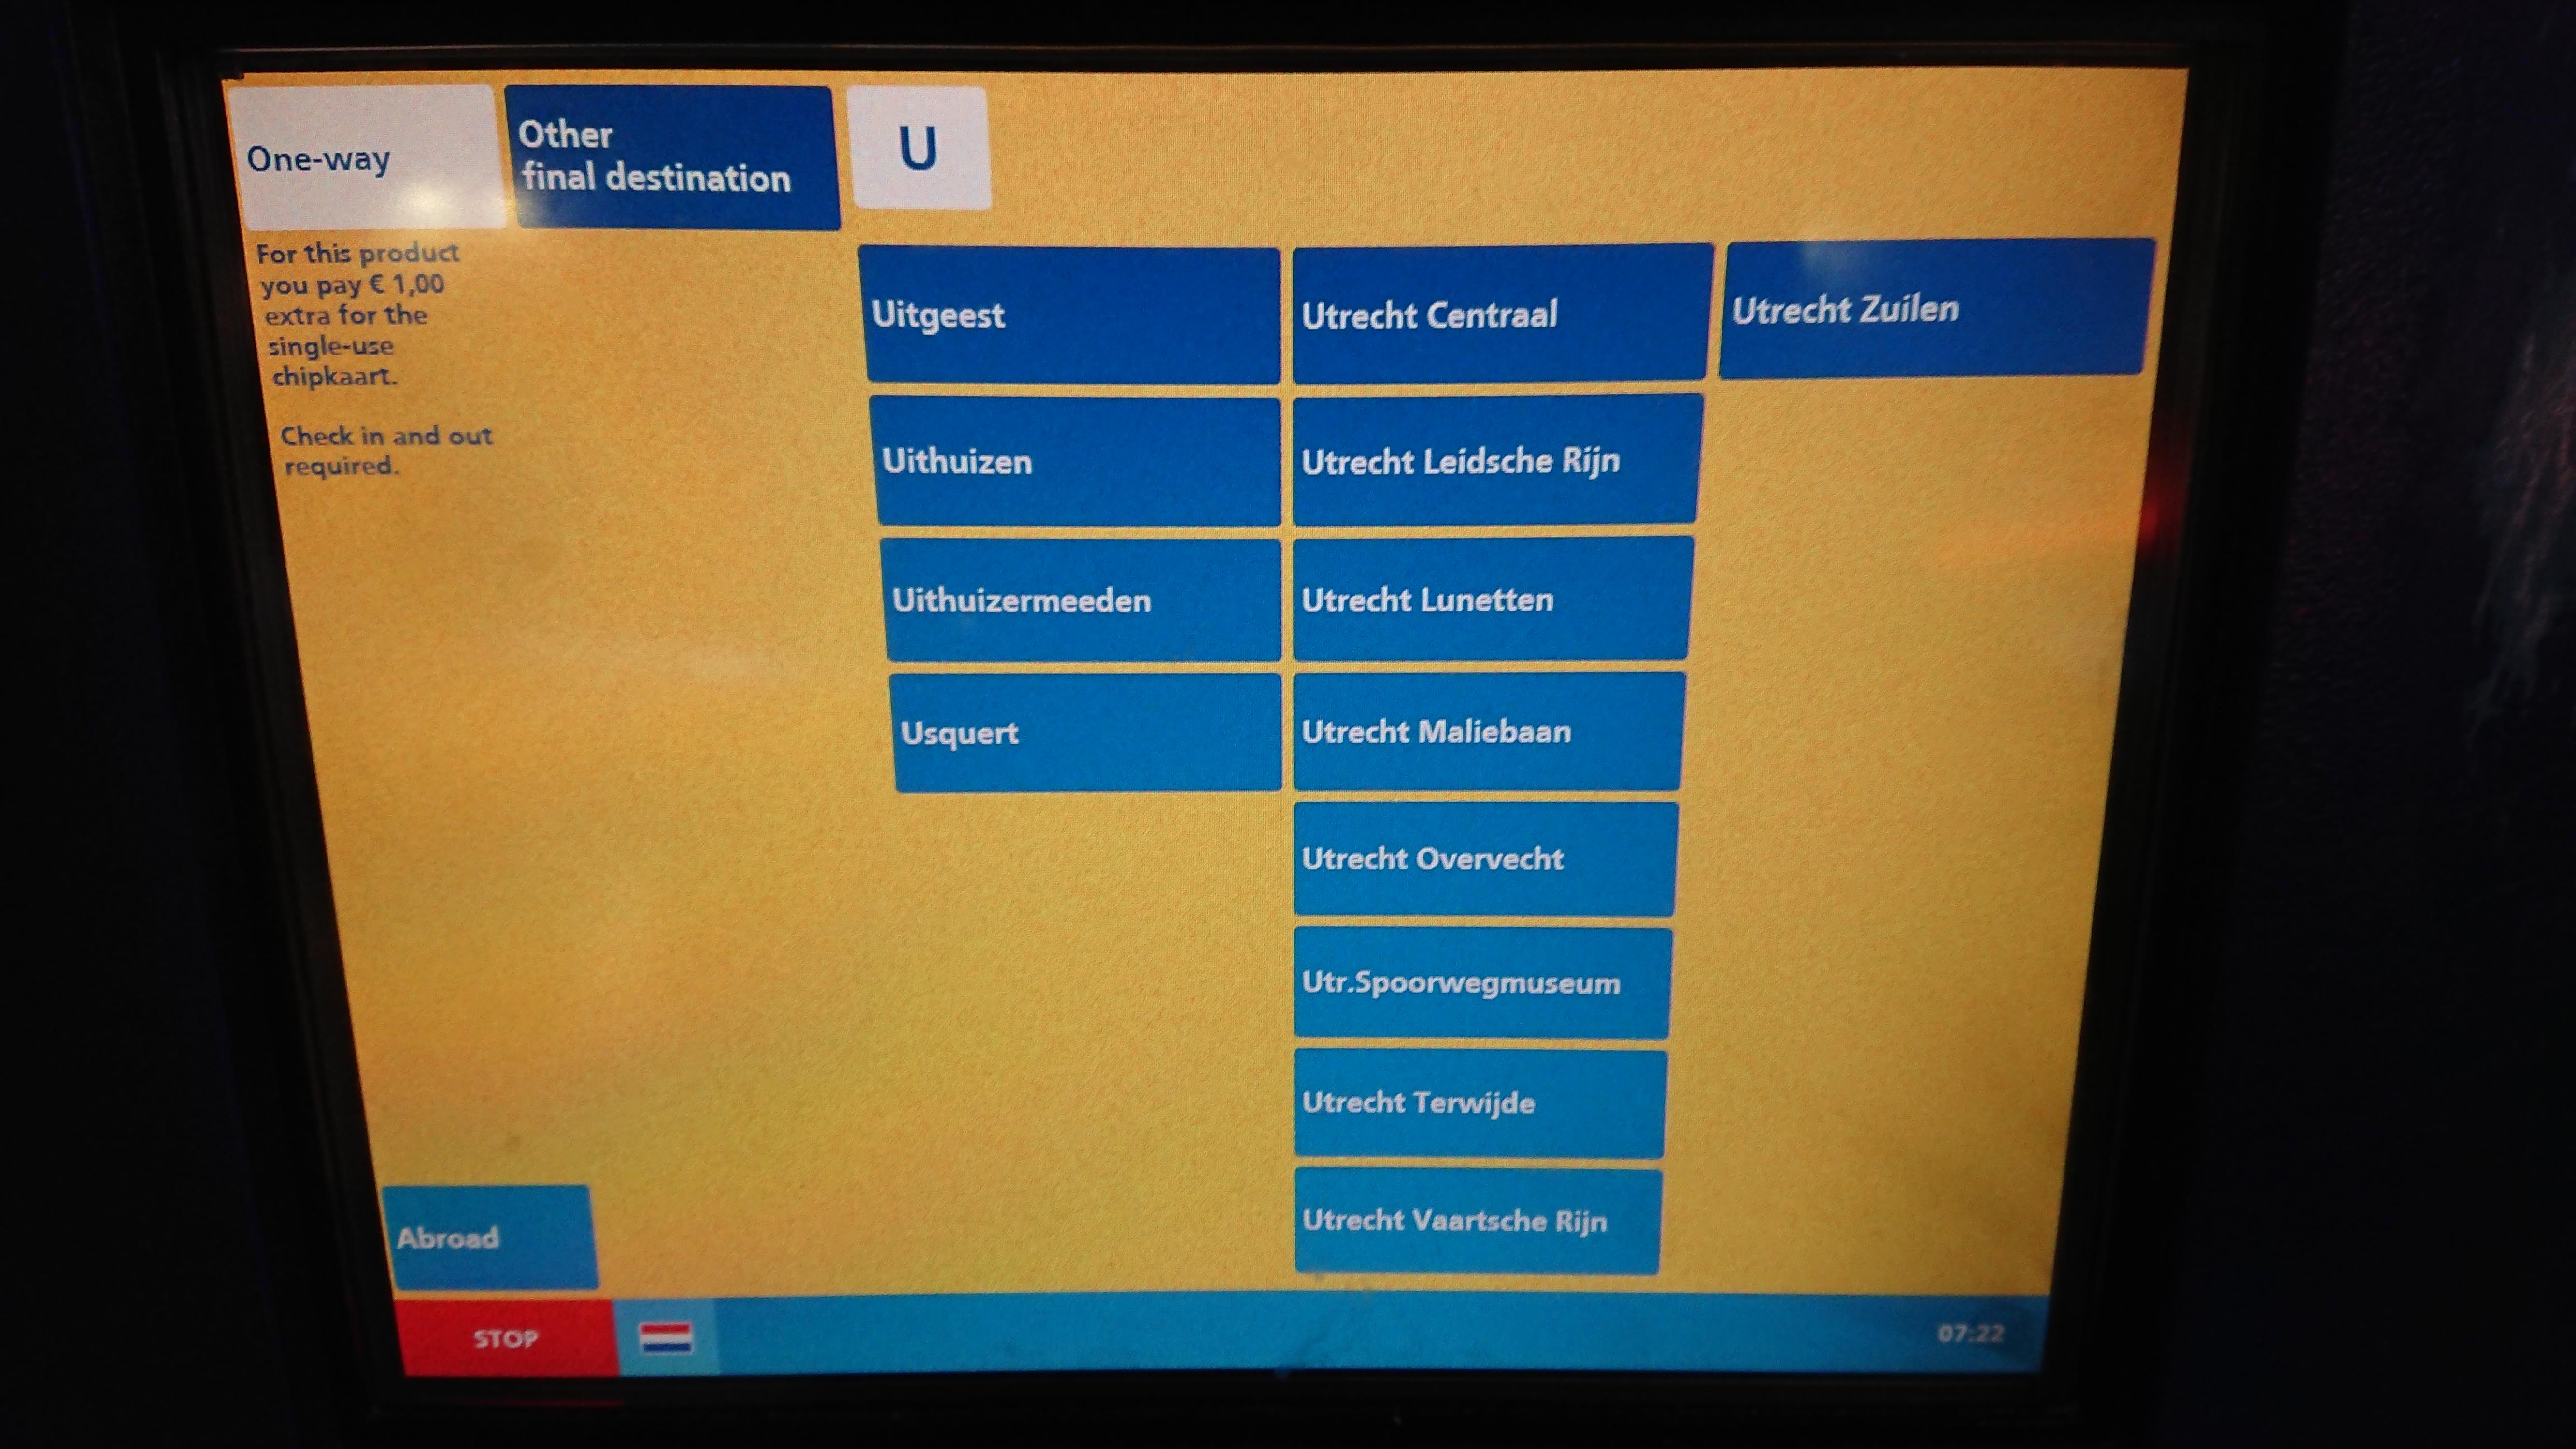 One-way
Other
final destination
U
For this product
you pay € 1,00
extra for the
single-use
chipkaart.
Check in and out
required.
Uitgeest
Uithuizen
Uithuizermeeden
Usquert
Utrecht Centraal
Utrecht Leidsche Rijn
Utrecht Lunetten
Utrecht Maliebaan
Utrecht Overvecht
Utr.Spoorwegmuseum
Utrecht Terwijde
Utrecht Vaartsche Rijn
Utrecht Zuilen
Abroad
STOP
07:22